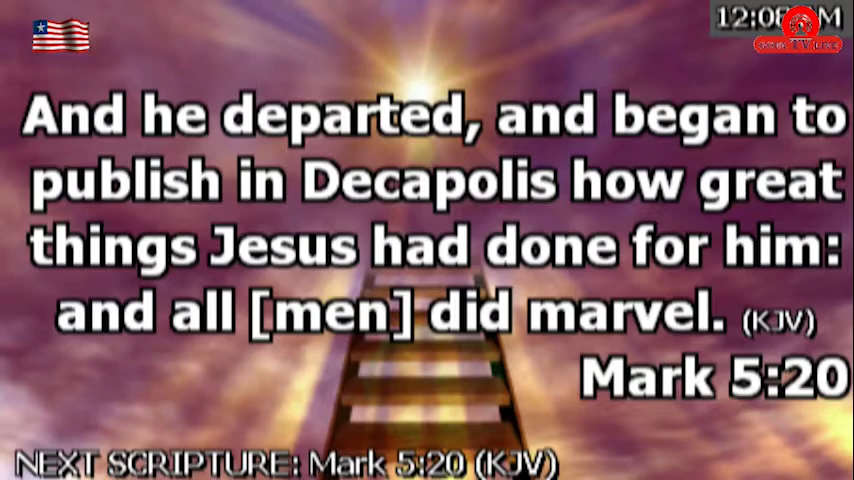 And he departed, and began to
publish in Decapolis how great
things Jesus had done for him:
and all [men] did marvel. (KJV)
Mark 5:20
NEXT SCRIPTURE: Mark 5:20 (KJV)